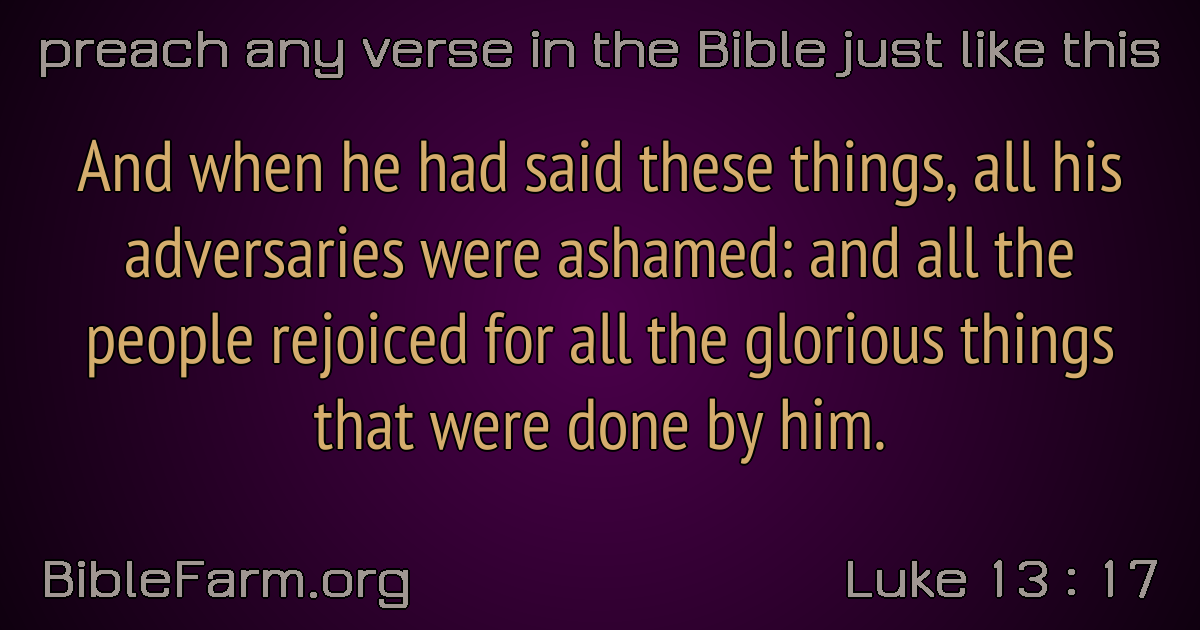 preach any verse in the Bible just like this
And when he had said these things, all his
adversaries were ashamed: and all the
people rejoiced for all the glorious things
that were done by him.
BibleFarm.org
Luke 13 : 17